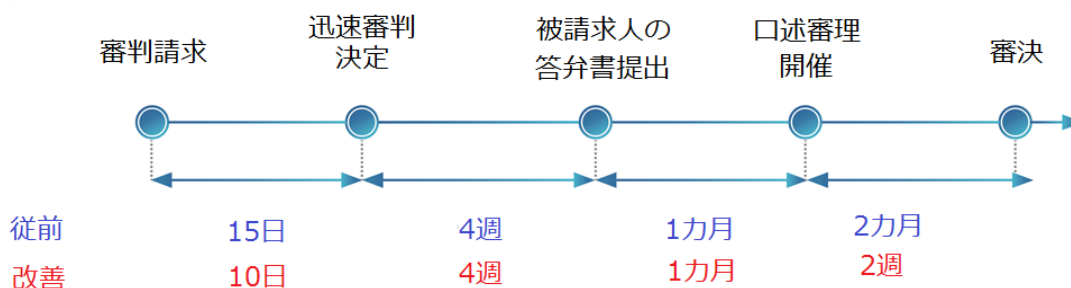 審判請求
迅速審判
決定
被請求人の
答弁書提出
口述審理
開催
審決
従前 15日 4週 1カ月 2カ月
改善 10日 4週 1カ月 2週